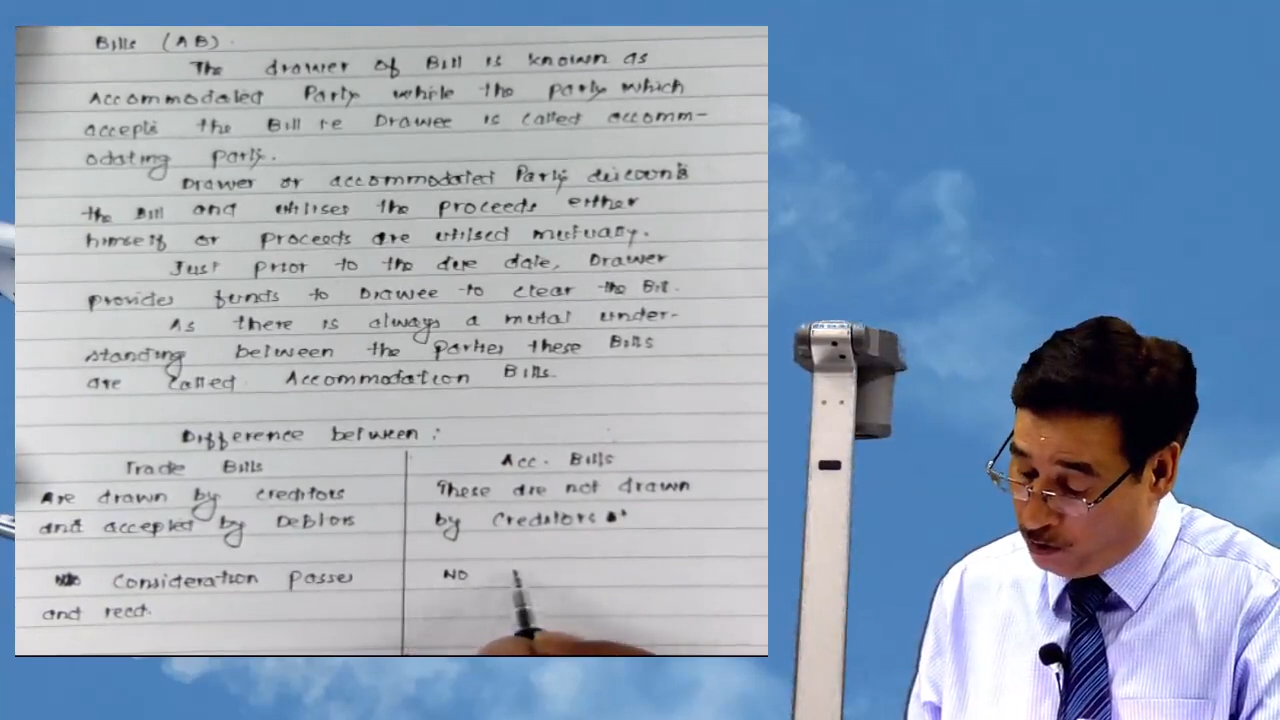 Bills (AB).
The drawer of Bill is known as
Accommodated Party while the party which
accepts the Bill ie Drawee is called accomm-
odating party.
Drawer or accommodated Party discounts
the Bill and utilises the proceeds either
himself or proceeds are utilsed mutually.
Just prior to the due date, Drawer
provides funds to Drawee to clear the Bill.
As there is always a metal under-
standing between the parties these Bills
are called Accommodation Bills.
Difference between :
Trade Bills
Are drawn by creditors
and accepted by Debtors
Consideration Passes
and recd.
Acc. Bills
These are not drawn
by Creditors.
NO